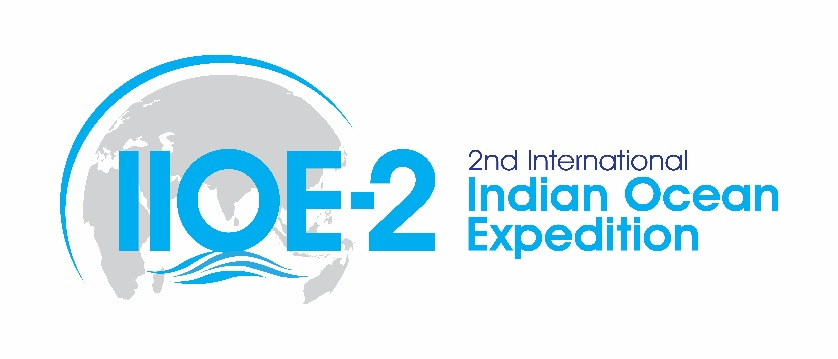 IIOE-2
2nd International
Indian Ocean
Expedition